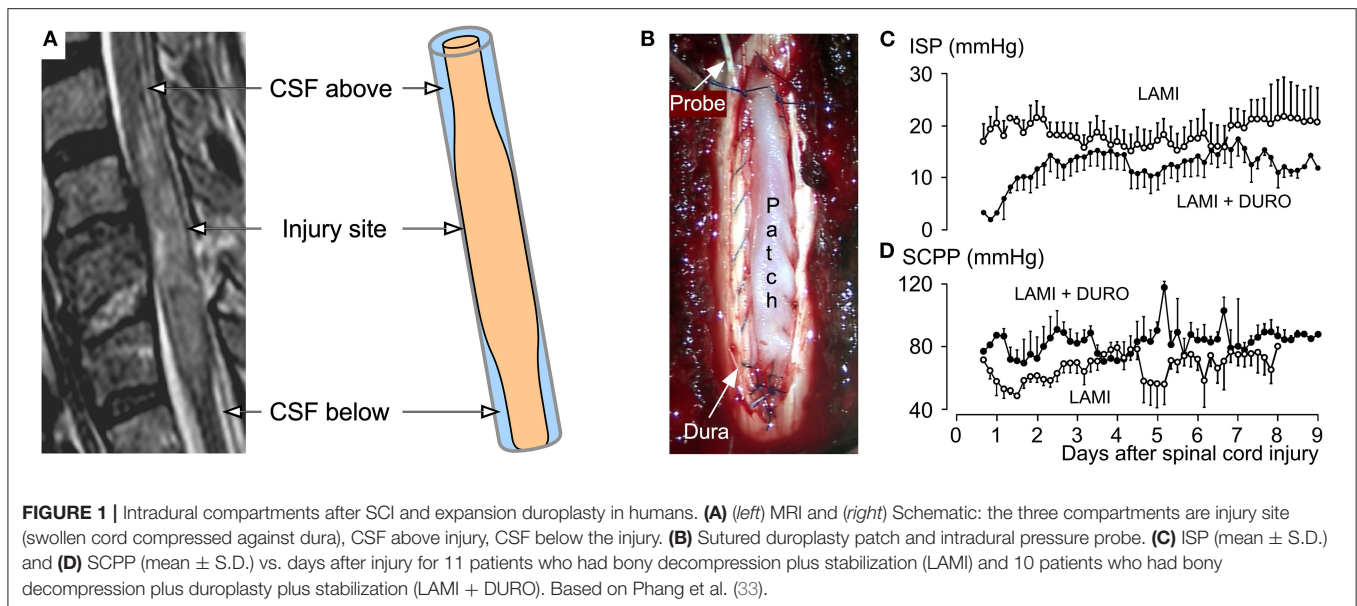 A
CSF above
Injury site
CSF below
B
Probe
Patch
Dura
C ISP (mmHg)
30
20
10
0
LAMI
LAMI + DURO
D SCPP (mmHg)
120
80
40
LAMI + DURO
LAMI
0 1 2 3 4 5 6 7 8 9
Days after spinal cord injury
FIGURE 1 | Intradural compartments after SCI and expansion duroplasty in humans. (A) (left) MRI and (right) Schematic: the three compartments are injury site
(swollen cord compressed against dura), CSF above injury, CSF below the injury. (B) Sutured duroplasty patch and intradural pressure probe. (C) ISP (mean ± S.D.)
and (D) SCPP (mean ± S.D.) vs. days after injury for 11 patients who had bony decompression plus stabilization (LAMI) and 10 patients who had bony
decompression plus duroplasty plus stabilization (LAMI + DURO). Based on Phang et al. (33).